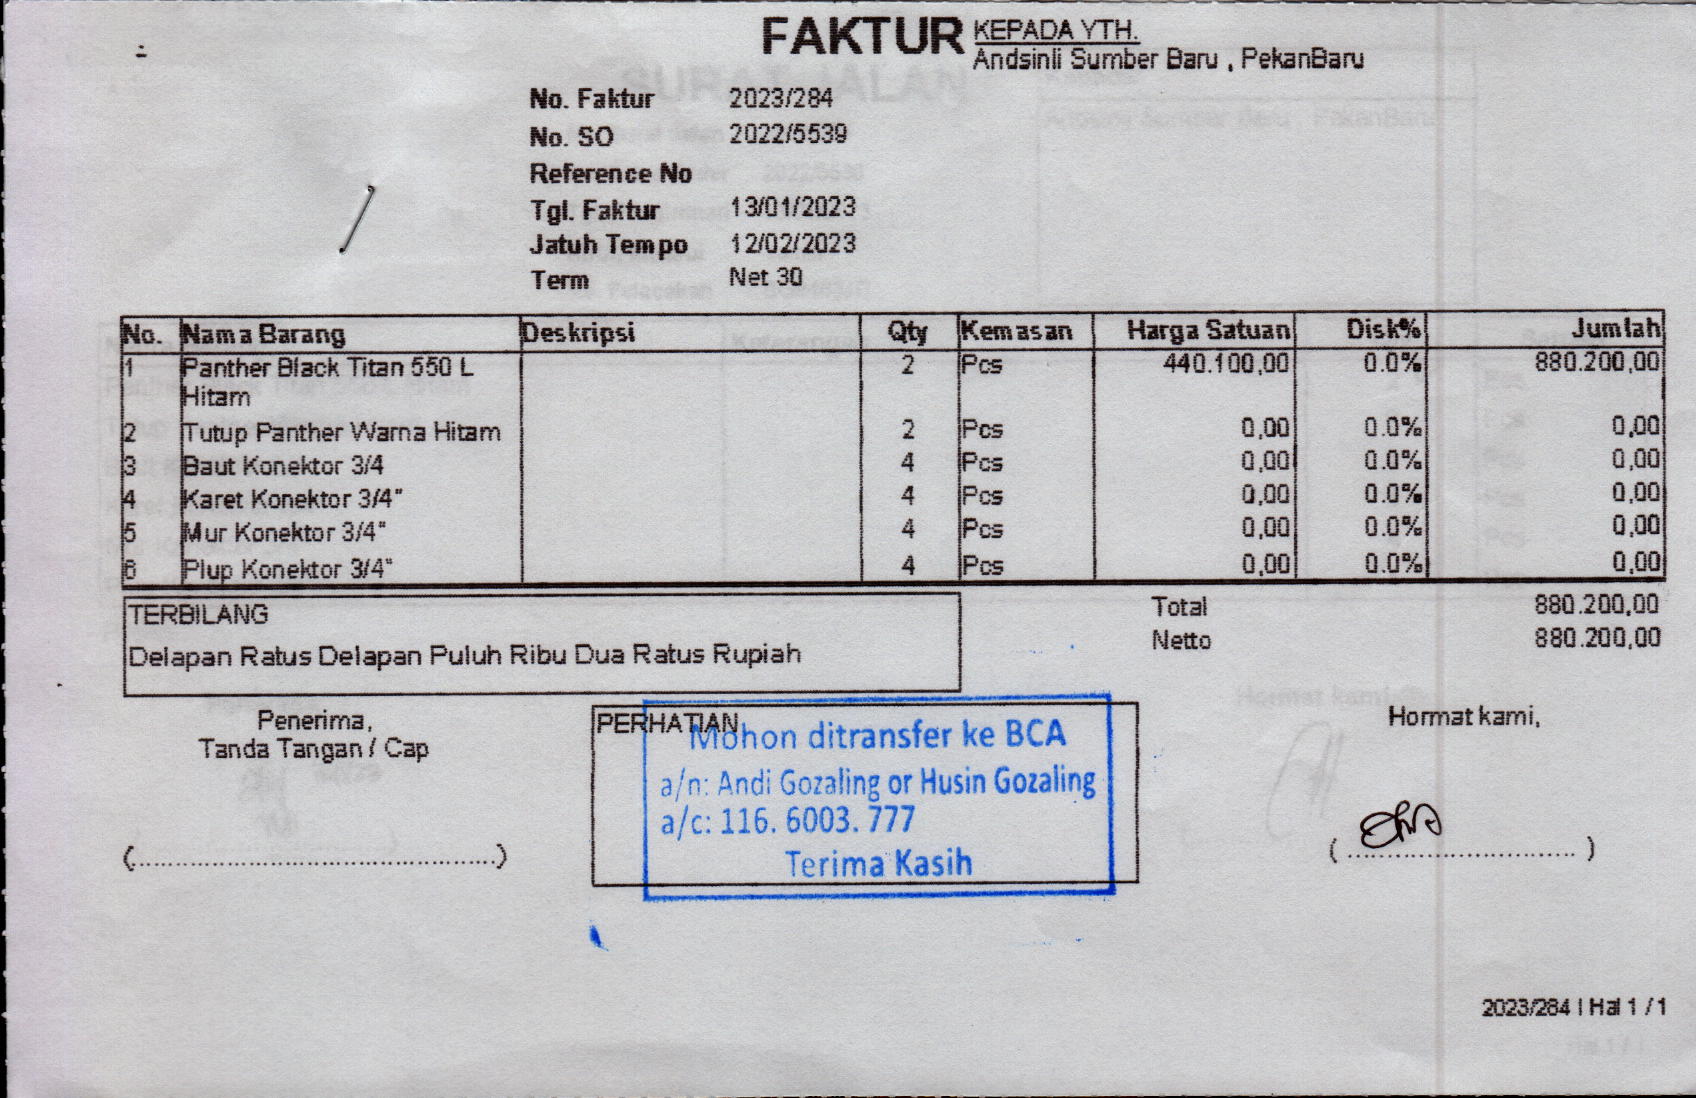 FAKTUR
KEPADA YTH.
Andsinli Sumber Baru , PekanBaru
No. Faktur 2023/284
No. SO 2022/5539
Reference No
Tgl. Faktur 13/01/2023
Jatuh Tempo 12/02/2023
Term Net 30
No. Nama Barang Deskripsi Qty Kemasan Harga Satuan Disk% Jumlah
1 Panther Black Titan 550 L 2 Pcs 440.100,00 0.0% 880.200,00
Hitam
2 Tutup Panther Warna Hitam 2 Pcs 0,00 0.0% 0,00
3 Baut Konektor 3/4 4 Pcs 0,00 0.0% 0,00
4 Karet Konektor 3/4" 4 Pcs 0,00 0.0% 0,00
5 Mur Konektor 3/4" 4 Pcs 0,00 0.0% 0,00
6 Plup Konektor 3/4" 4 Pcs 0,00 0.0% 0,00
TERBILANG
Delapan Ratus Delapan Puluh Ribu Dua Ratus Rupiah
Total 880.200,00
Netto 880.200,00
Penerima,
Tanda Tangan / Cap
(..................................................)
PERHATIAN
Mohon ditransfer ke BCA
a/n: Andi Gozaling or Husin Gozaling
a/c: 116. 6003. 777
Terima Kasih
Hormat kami,
( .............................. )
2023/284 | Hal 1 / 1